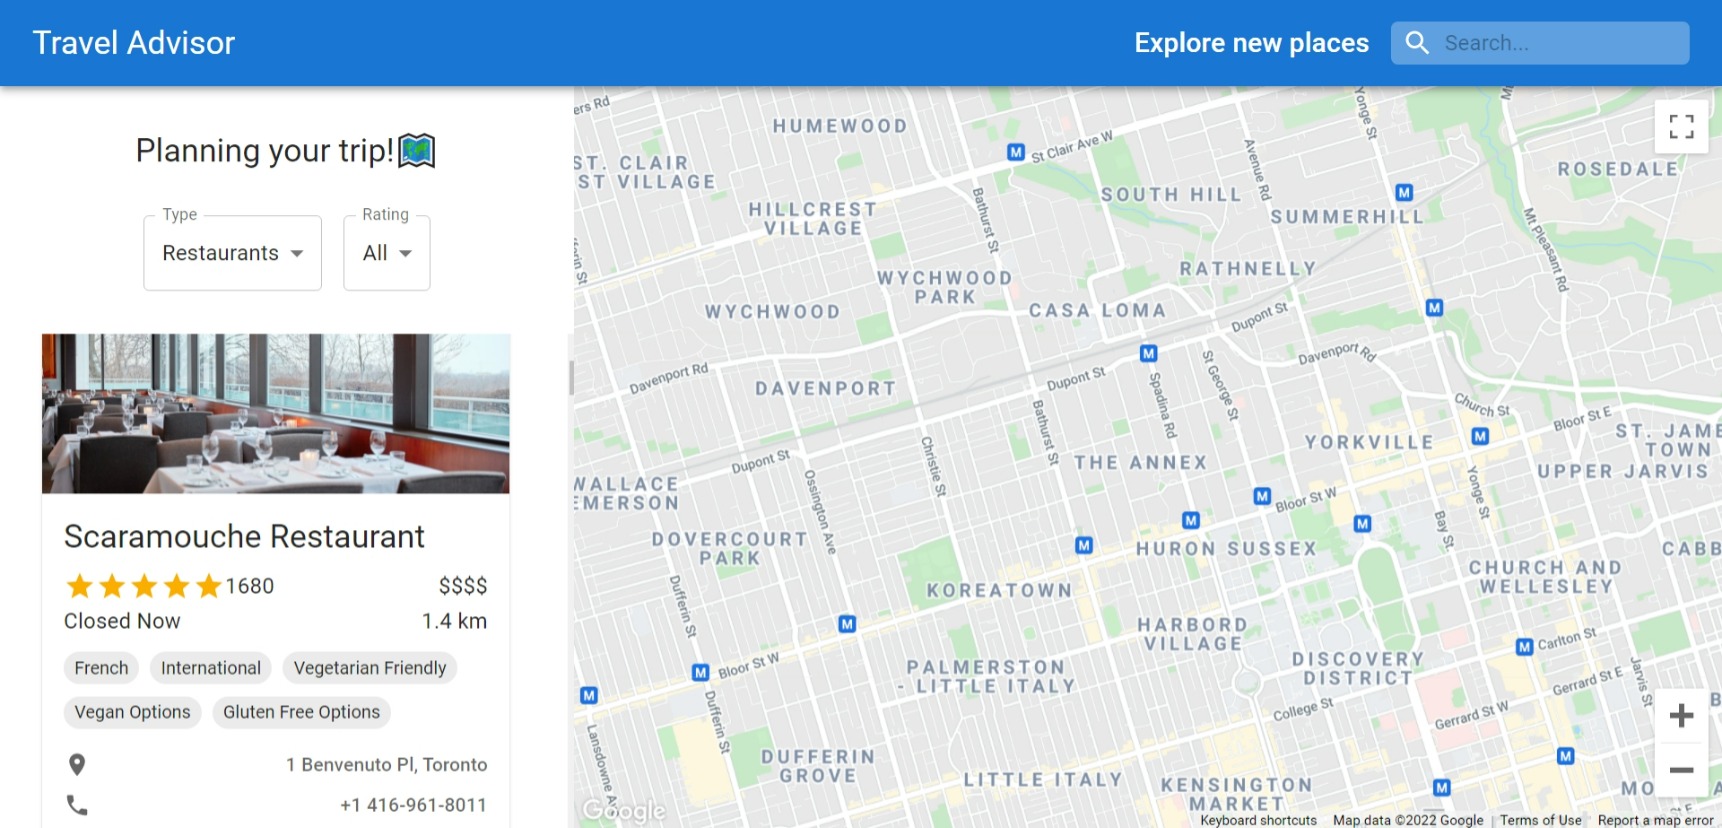 Travel Advisor
Explore new places
Search...
Planning your trip!
Type
Restaurants
Rating
All
Scaramouche Restaurant
1680
$$$$
Closed Now
1.4 km
French
International
Vegetarian Friendly
Vegan Options
Gluten Free Options
1 Benvenuto Pl, Toronto
+1 416-961-8011
ers Rd
HUMEWOOD
St Clair Ave W
Yonge St
ST. CLAIR
ST VILLAGE
Avenue Rd
ROSEDALE
SOUTH HILL
Bathurst St
HILLCREST
VILLAGE
SUMMERHILL
Mt Pleasant Rd
WYCHWOOD
PARK
RATHNELLY
WYCHWOOD
CASA LOMA
Dupont St
Davenport Rd
Davenport Rd
DAVENPORT
Dupont St
Spadina Rd
St George St
Church St
Bloor St E
Bathurst St
YORKVILLE
ST. JAME
TOWN
Christie St
Dupont St
THE ANNEX
UPPER JARVIS
WALLACE
EMERSON
Ossington Ave
Bloor St W
Yonge St
Bay St
DOVERCOURT
PARK
HURON SUSSEX
CABB
KOREATOWN
CHURCH AND
WELLESLEY
Dufferin St
HARBORD
VILLAGE
Carlton St
Bloor St W
PALMERSTON
- LITTLE ITALY
DISCOVERY
DISTRICT
Jarvis St
Gerrard St E
College St
Gerrard St W
Dufferin St
Lansdowne A
DUFFERIN
GROVE
LITTLE ITALY
KENSINGTON
MARKET
MO
Google
Keyboard shortcuts
Map data ©2022 Google
Terms of Use
Report a map error